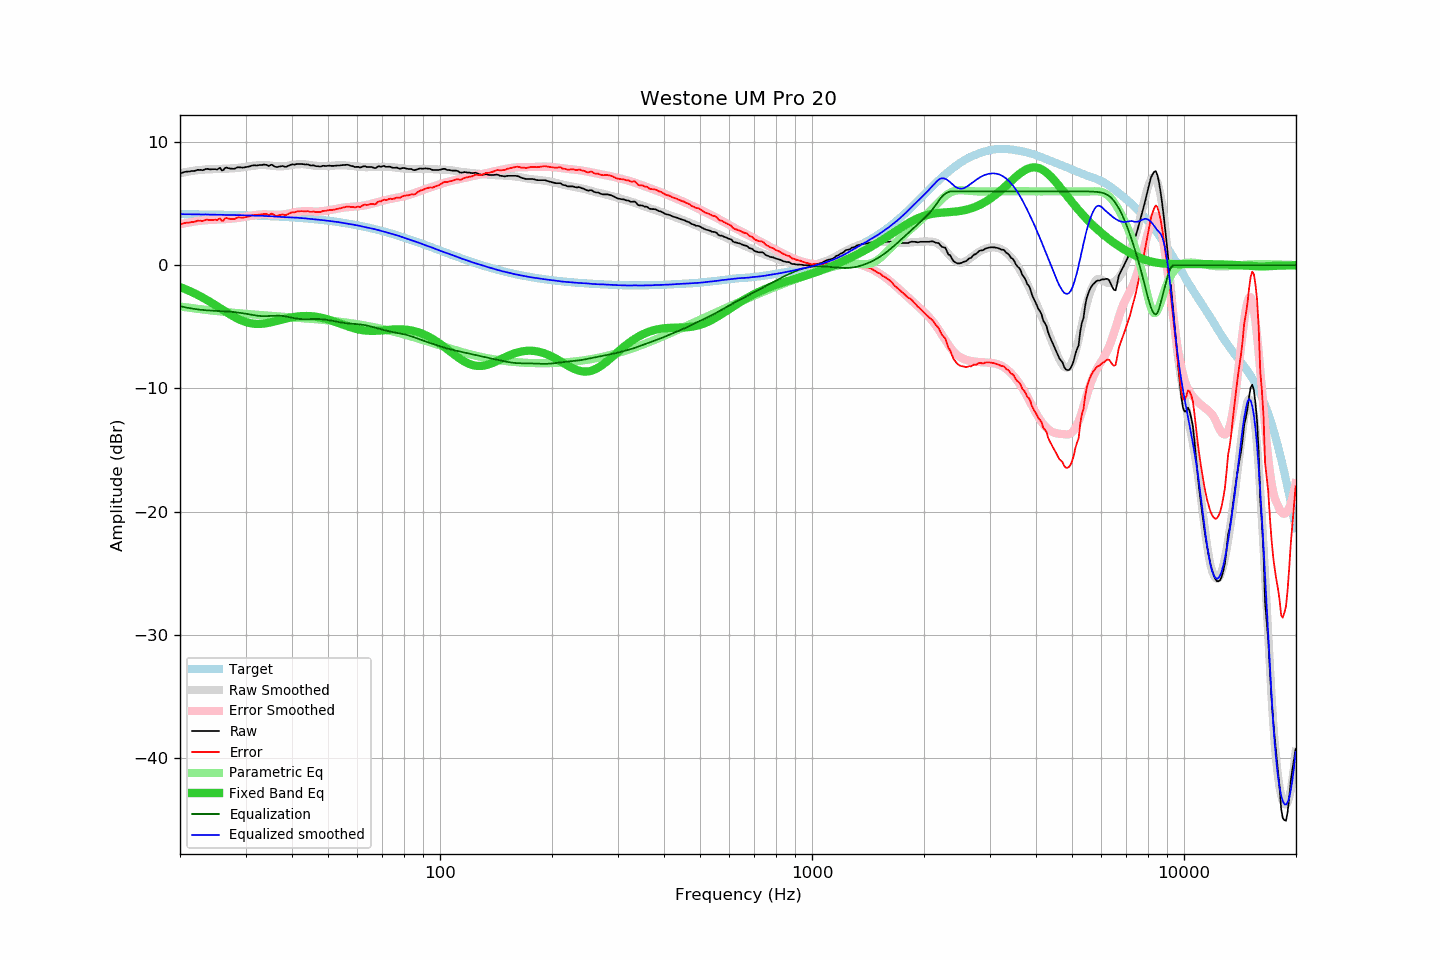 Westone UM Pro 20
Amplitude (dBr)
10
0
−10
−20
−30
−40
Target
Raw Smoothed
Error Smoothed
Raw
Error
Parametric Eq
Fixed Band Eq
Equalization
Equalized smoothed
100 1000 10000
Frequency (Hz)